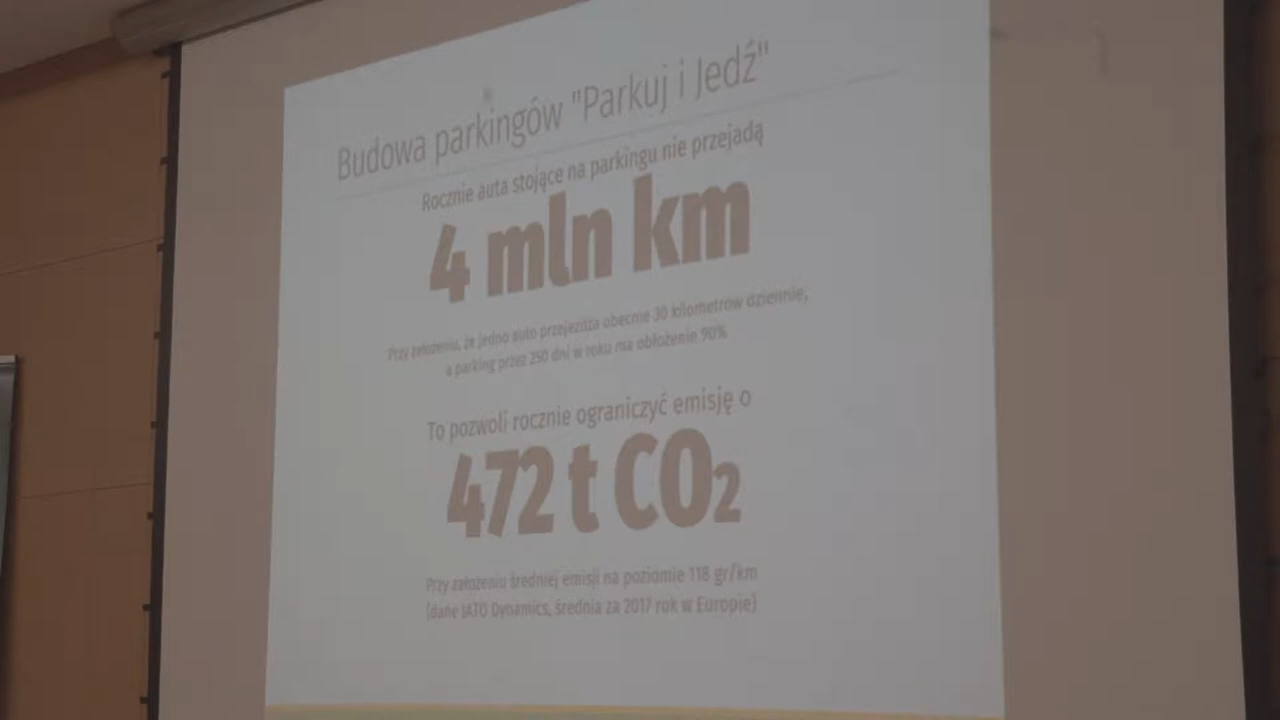 Budowa parkingów "Parkuj i Jedź"
Rocznie auta stojące na parkingu nie przejadą
4 mln km
Przy założeniu, że jedno auto przejeżdża obecnie 30 kilometrów dziennie,
a parking przez 250 dni w roku ma obłożenin 90%
To pozwoli rocznie ograniczyć emisję o
472 t CO2
Przy założeniu średniej emisji na poziomie 118 gr/km
(dane JATO Dynamics, średnia za 2017 rok w Europie)